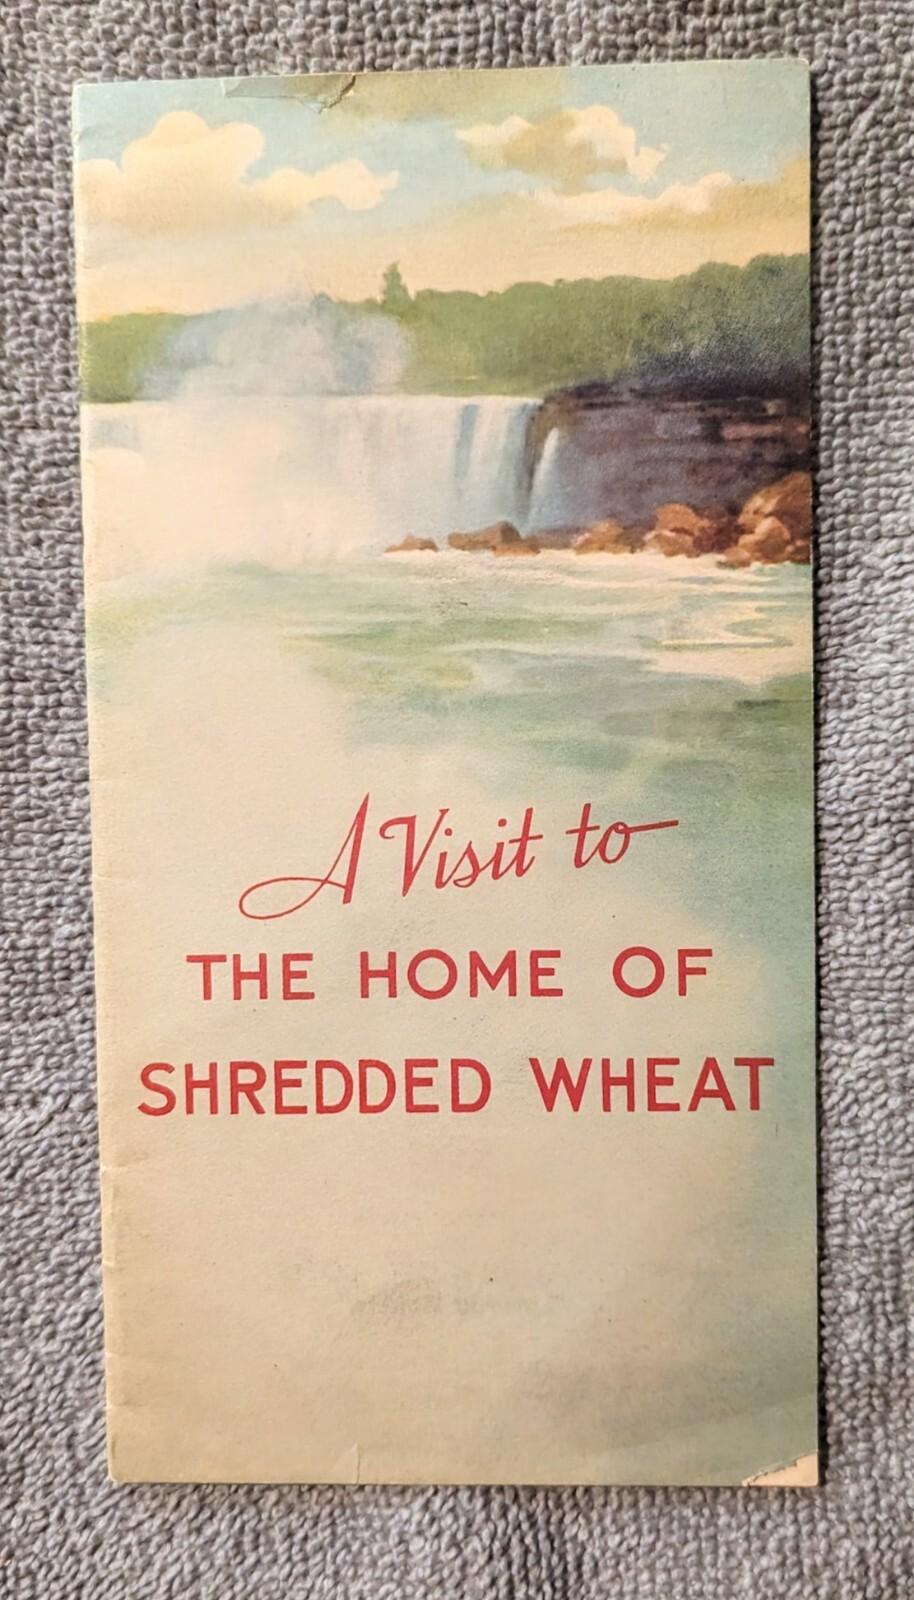 A Visit to
THE HOME OF
SHREDDED WHEAT